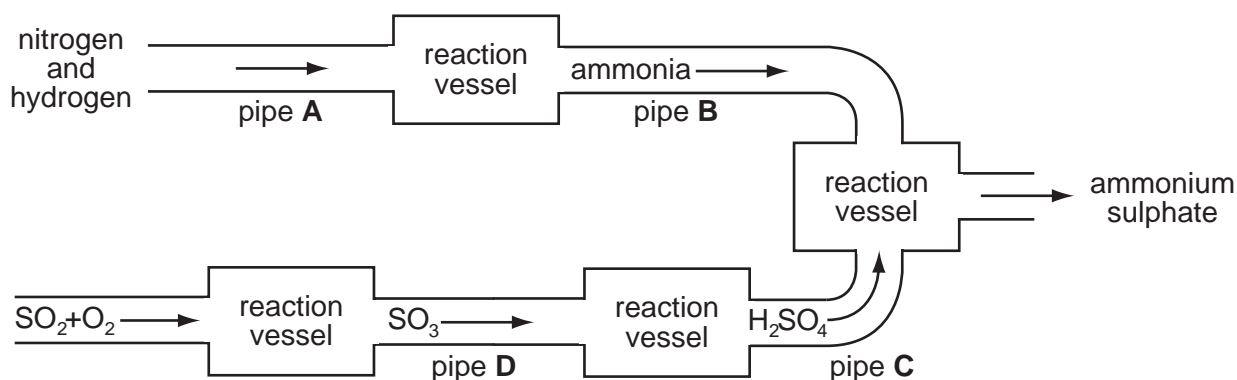 nitrogen
and
hydrogen
pipe A
reaction
vessel
ammonia
pipe B
reaction
vessel
ammonium
sulphate
SO₂+O₂
reaction
vessel
SO₃
pipe D
reaction
vessel
H₂SO₄
pipe C